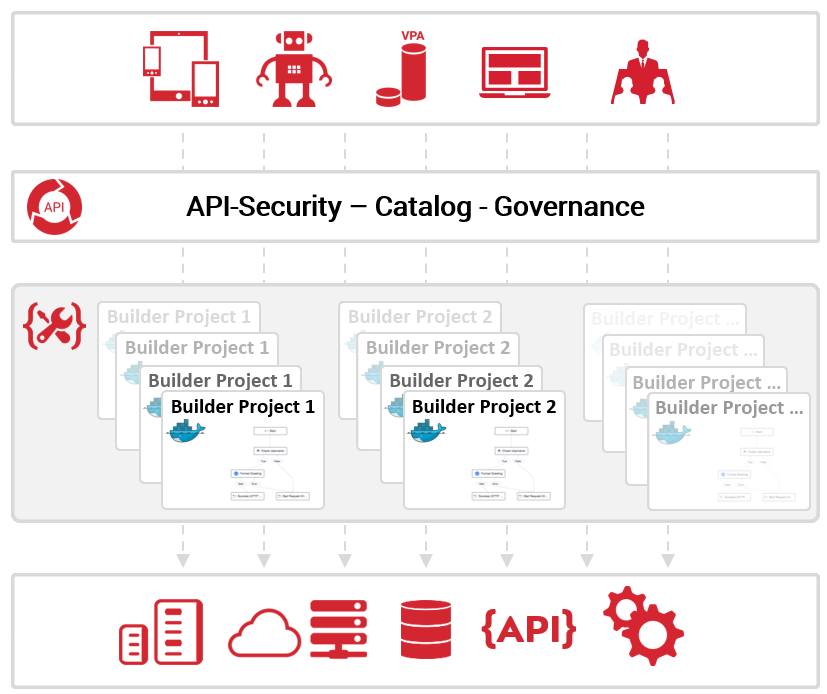 VPA
API
API-Security – Catalog - Governance
Builder Project 1
Builder Project 2
Builder Project ...
Builder Project 1
Builder Project 2
Builder Project ...
Builder Project 1
Builder Project 2
Builder Project ...
Builder Project 1
Builder Project 2
Builder Project ...
{API}